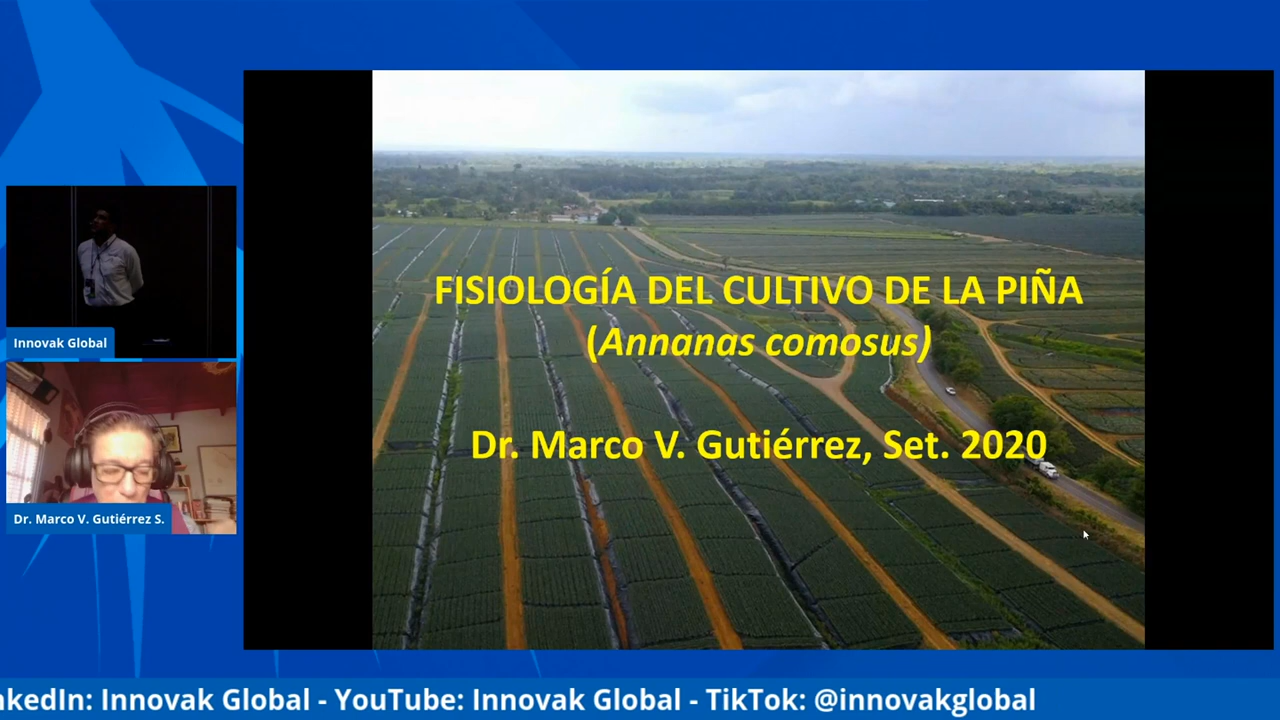 FISIOLOGÍA DEL CULTIVO DE LA PIÑA
(Annanas comosus)
Dr. Marco V. Gutiérrez, Set. 2020
Innovak Global
Dr. Marco V. Gutiérrez S.
nkedIn: Innovak Global - YouTube: Innovak Global - TikTok: @innovakglobal